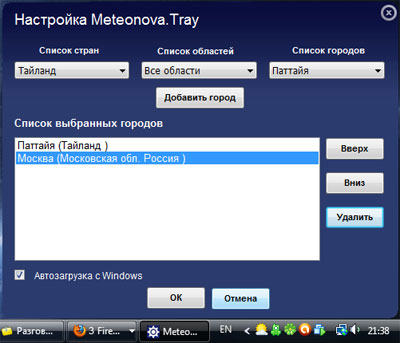 Настройка Meteonova.Tray
Список стран Список областей Список городов
Тайланд Все области Паттайя
Добавить город
Список выбранных городов
Паттайя (Тайланд )
Москва (Московская обл. Россия )
Вверх
Вниз
Удалить
Автозагрузка с Windows
OK Отмена
Разгов... 3 Fire... Meteo... EN 21:38